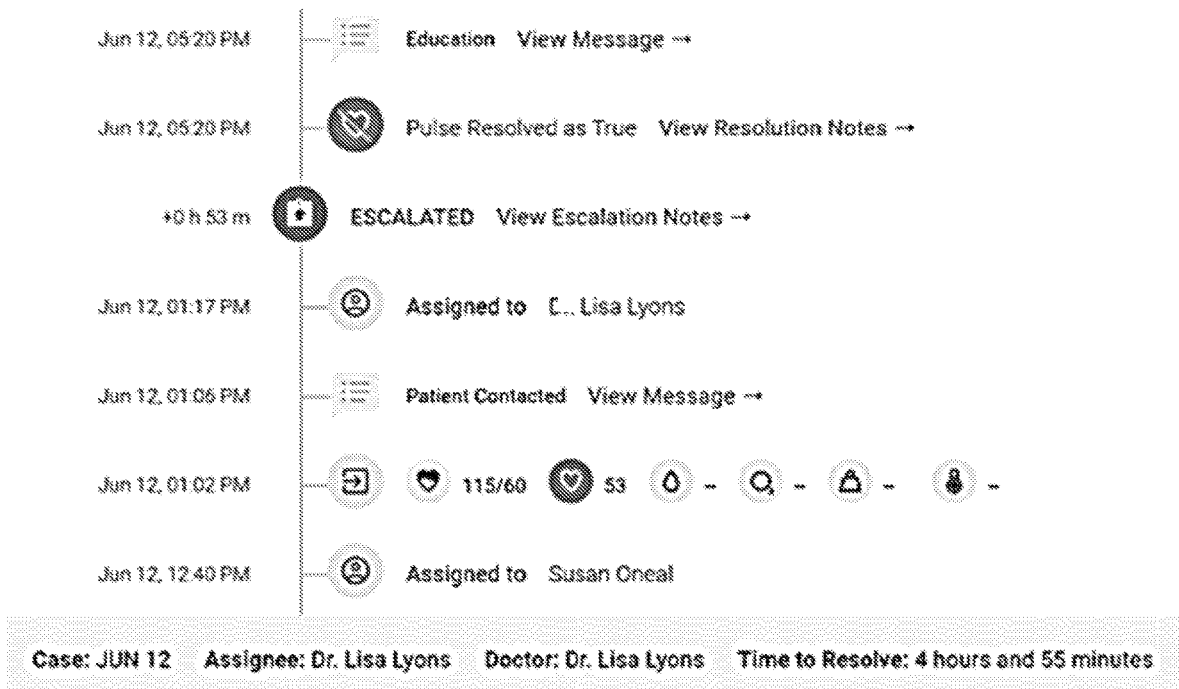 Jun 12, 05:20 PM Education View Message →
Jun 12, 05:20 PM Pulse Resolved as True View Resolution Notes →
+0 h 53 m ESCALATED View Escalation Notes →
Jun 12, 01:17 PM Assigned to Lisa Lyons
Jun 12, 01:06 PM Patient Contacted View Message →
Jun 12, 01:02 PM 115/60 53 - - - -
Jun 12, 12:40 PM Assigned to Susan Oneal
Case: JUN 12 Assignee: Dr. Lisa Lyons Doctor: Dr. Lisa Lyons Time to Resolve: 4 hours and 55 minutes